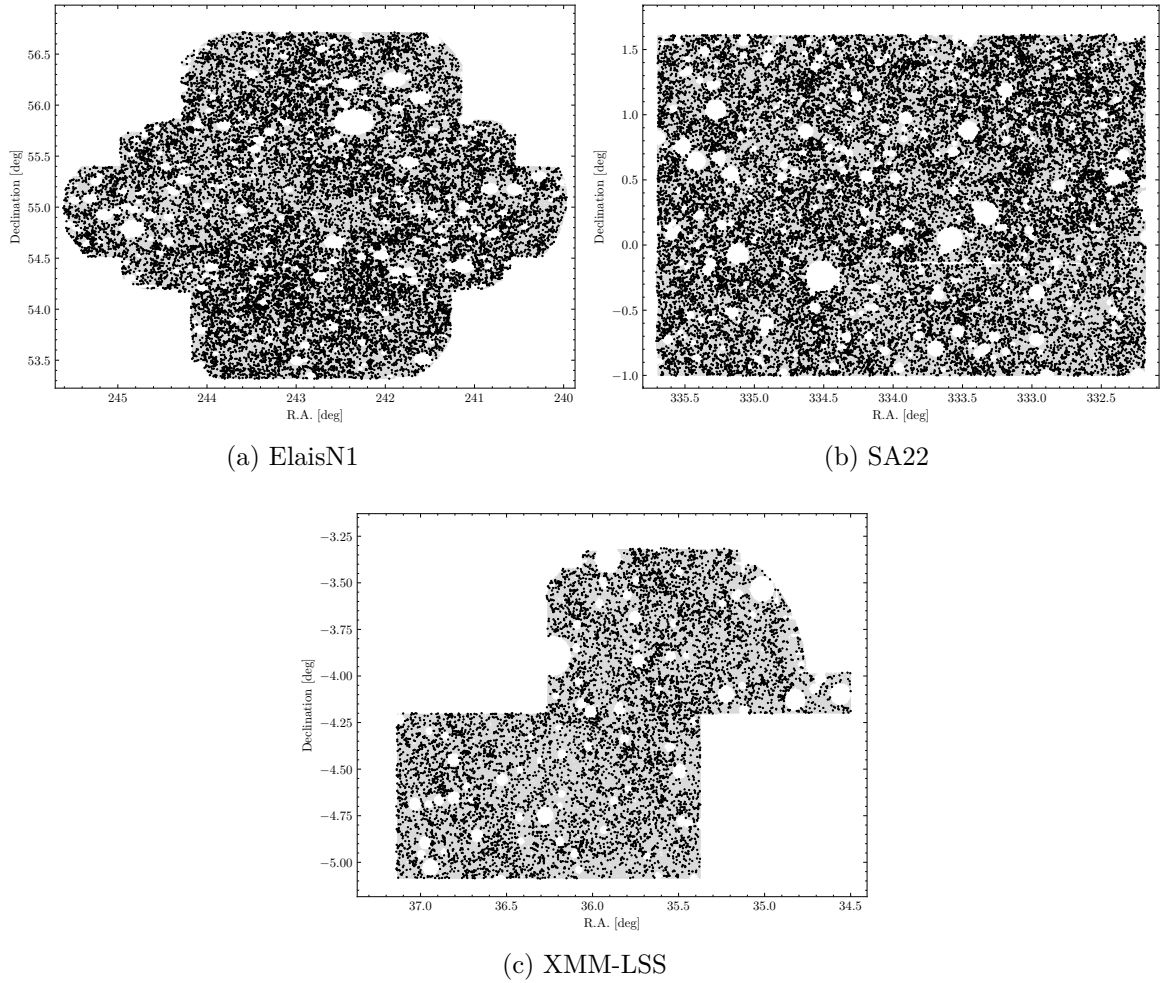 56.5
56.0
55.5
55.0
54.5
54.0
53.5
Declination [deg]
245 244 243 242 241 240
R.A. [deg]
(a) ElaisN1
1.5
1.0
0.5
0.0
−0.5
−1.0
Declination [deg]
335.5 335.0 334.5 334.0 333.5 333.0 332.5
R.A. [deg]
(b) SA22
−3.25
−3.50
−3.75
−4.00
−4.25
−4.50
−4.75
−5.00
Declination [deg]
37.0 36.5 36.0 35.5 35.0 34.5
R.A. [deg]
(c) XMM-LSS